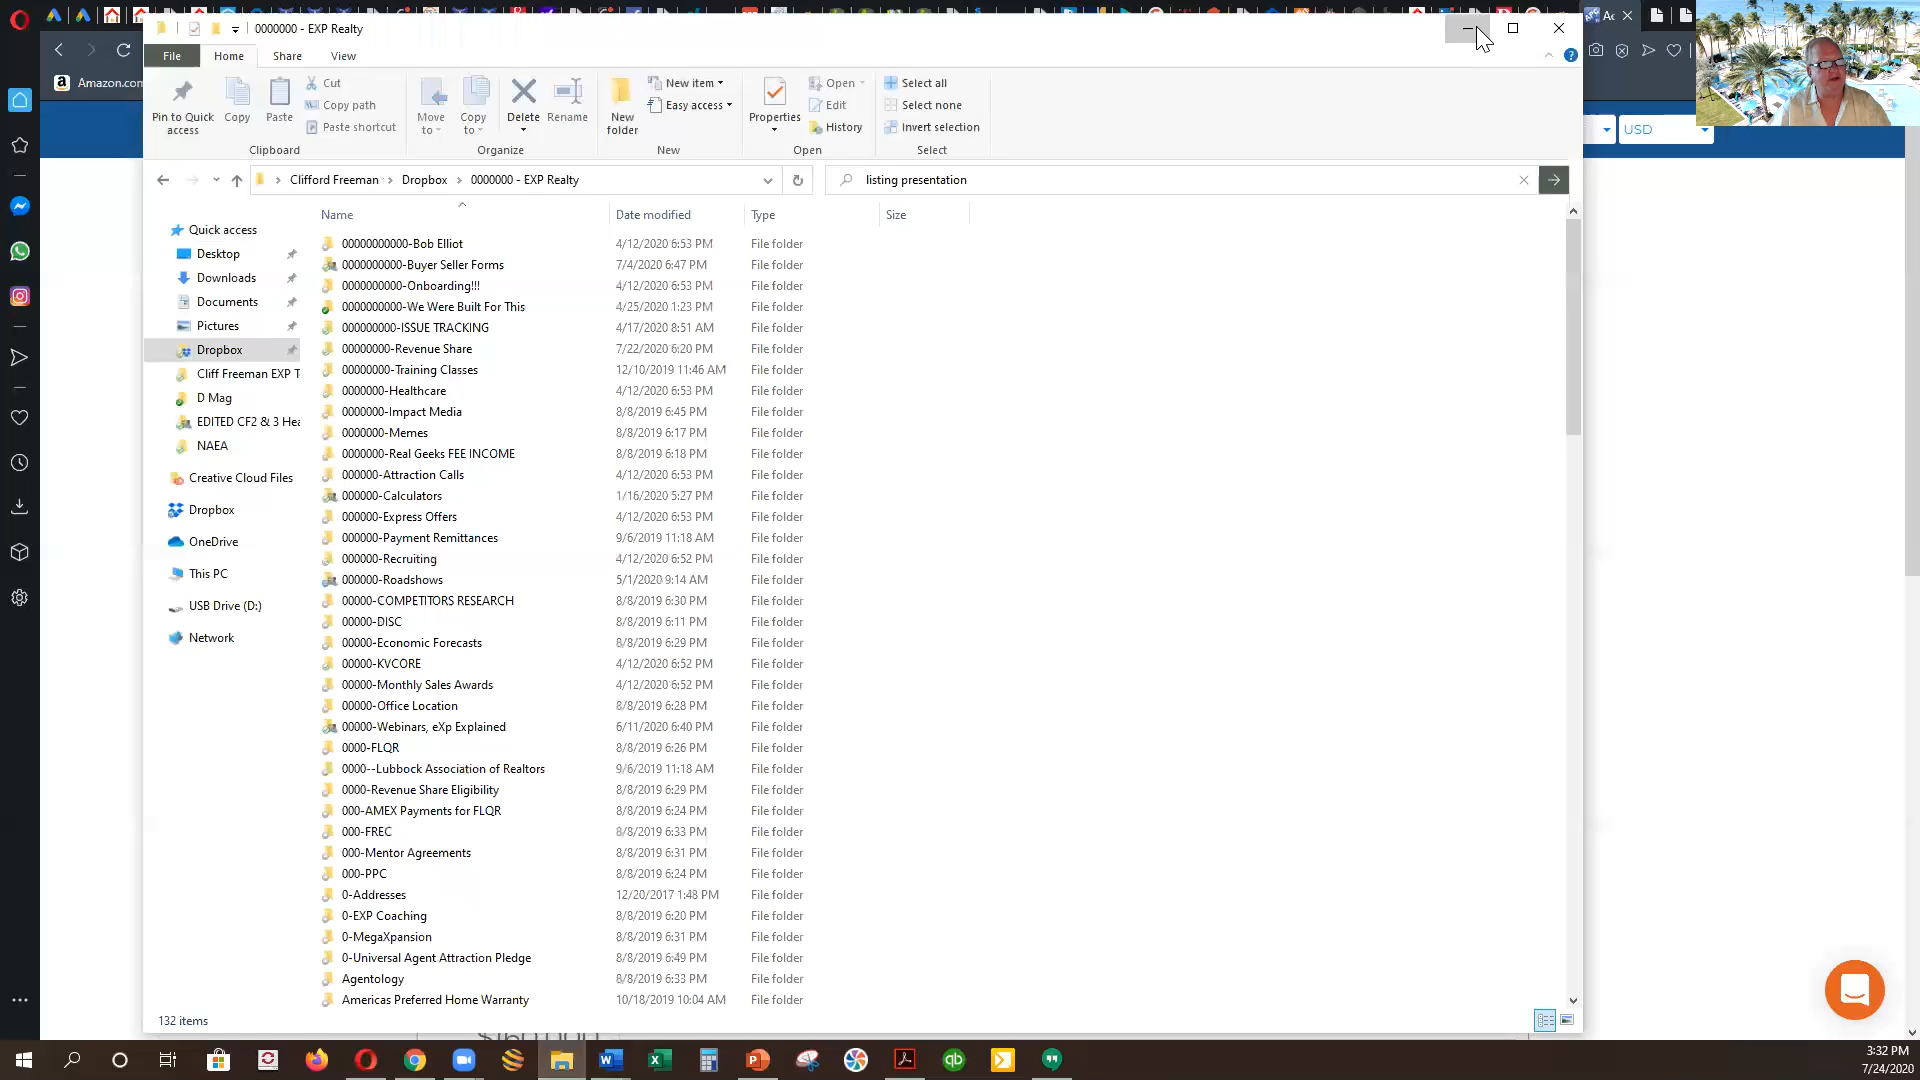 0000000 - EXP Realty
File
Home
Share
View
Pin to Quick access
Copy
Paste
Cut
Copy path
Paste shortcut
Clipboard
Move to
Copy to
Delete
Rename
Organize
New folder
New item
Easy access
New
Properties
Open
Edit
History
Open
Select all
Select none
Invert selection
Select
Amazon.com
USD
Clifford Freeman > Dropbox > 0000000 - EXP Realty
listing presentation
Name
Date modified
Type
Size
Quick access
Desktop
Downloads
Documents
Pictures
Dropbox
Cliff Freeman EXP T
D Mag
EDITED CF2 & 3 Hea
NAEA
Creative Cloud Files
Dropbox
OneDrive
This PC
USB Drive (D:)
Network
00000000000-Bob Elliot 4/12/2020 6:53 PM File folder
0000000000-Buyer Seller Forms 7/4/2020 6:47 PM File folder
0000000000-Onboarding!!! 4/12/2020 6:53 PM File folder
0000000000-We Were Built For This 4/25/2020 1:23 PM File folder
000000000-ISSUE TRACKING 4/17/2020 8:51 AM File folder
00000000-Revenue Share 7/22/2020 6:20 PM File folder
00000000-Training Classes 12/10/2019 11:46 AM File folder
0000000-Healthcare 4/12/2020 6:53 PM File folder
0000000-Impact Media 8/8/2019 6:45 PM File folder
0000000-Memes 8/8/2019 6:17 PM File folder
0000000-Real Geeks FEE INCOME 8/8/2019 6:18 PM File folder
000000-Attraction Calls 4/12/2020 6:53 PM File folder
000000-Calculators 1/16/2020 5:27 PM File folder
000000-Express Offers 4/12/2020 6:53 PM File folder
000000-Payment Remittances 9/6/2019 11:18 AM File folder
000000-Recruiting 4/12/2020 6:52 PM File folder
000000-Roadshows 5/1/2020 9:14 AM File folder
00000-COMPETITORS RESEARCH 8/8/2019 6:30 PM File folder
00000-DISC 8/8/2019 6:11 PM File folder
00000-Economic Forecasts 8/8/2019 6:29 PM File folder
00000-KVCORE 4/12/2020 6:52 PM File folder
00000-Monthly Sales Awards 4/12/2020 6:52 PM File folder
00000-Office Location 8/8/2019 6:28 PM File folder
00000-Webinars, eXp Explained 6/11/2020 6:40 PM File folder
0000-FLQR 8/8/2019 6:26 PM File folder
0000--Lubbock Association of Realtors 9/6/2019 11:18 AM File folder
0000-Revenue Share Eligibility 8/8/2019 6:29 PM File folder
000-AMEX Payments for FLQR 8/8/2019 6:24 PM File folder
000-FREC 8/8/2019 6:33 PM File folder
000-Mentor Agreements 8/8/2019 6:31 PM File folder
000-PPC 8/8/2019 6:24 PM File folder
0-Addresses 12/20/2017 1:48 PM File folder
0-EXP Coaching 8/8/2019 6:20 PM File folder
0-MegaXpansion 8/8/2019 6:31 PM File folder
0-Universal Agent Attraction Pledge 8/8/2019 6:49 PM File folder
Agentology 8/8/2019 6:33 PM File folder
Americas Preferred Home Warranty 10/18/2019 10:04 AM File folder
132 items
3:32 PM
7/24/2020